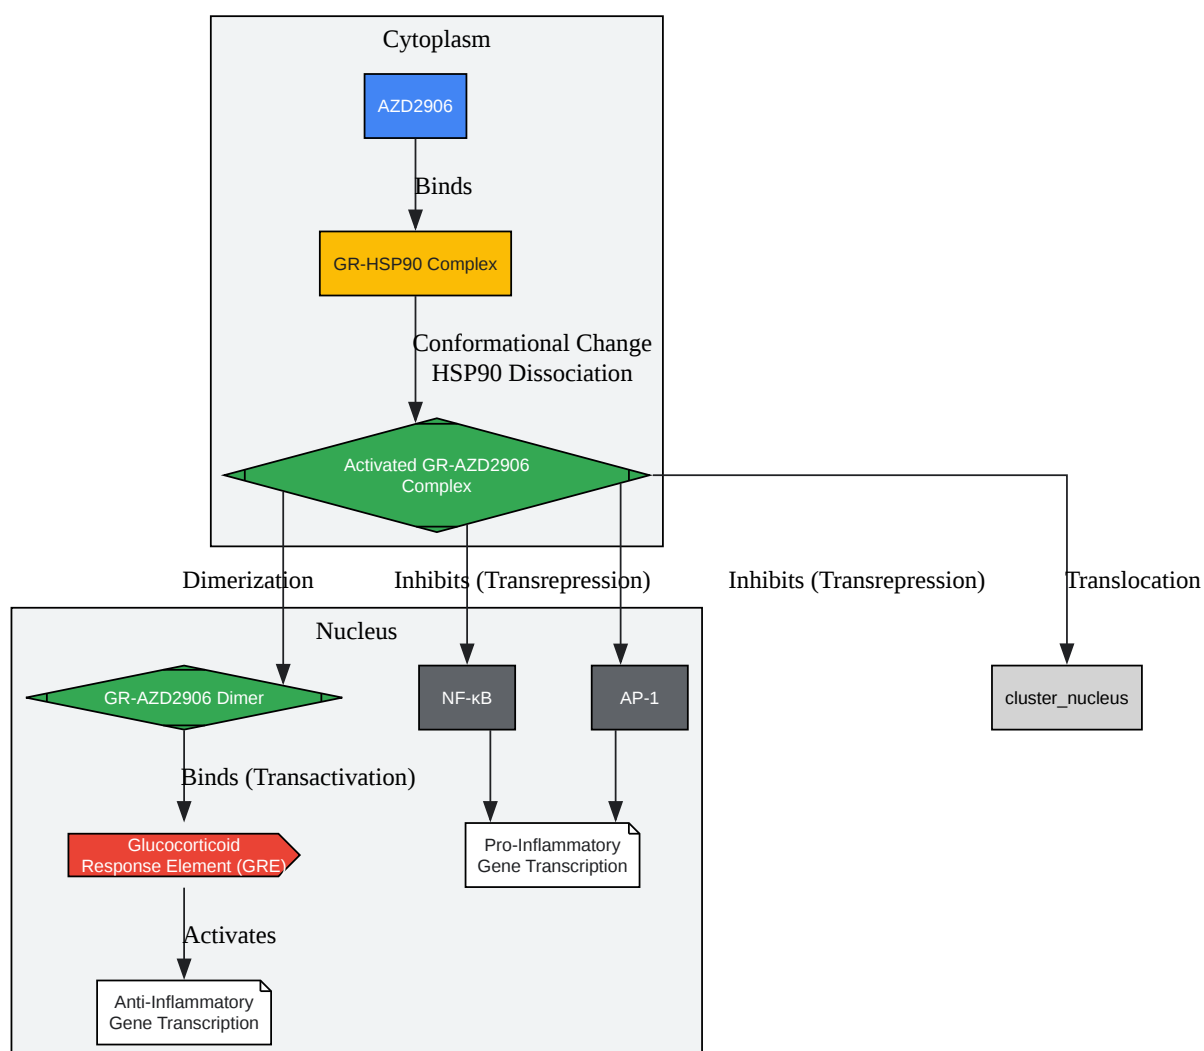 Cytoplasm
AZD2906
Binds
GR-HSP90 Complex
Conformational Change
HSP90 Dissociation
Activated GR-AZD2906
Complex
Dimerization
Inhibits (Transrepression)
Inhibits (Transrepression)
Translocation
Nucleus
GR-AZD2906 Dimer
NF-κB
AP-1
cluster_nucleus
Binds (Transactivation)
Glucocorticoid
Response Element (GRE)
Pro-Inflammatory
Gene Transcription
Activates
Anti-Inflammatory
Gene Transcription